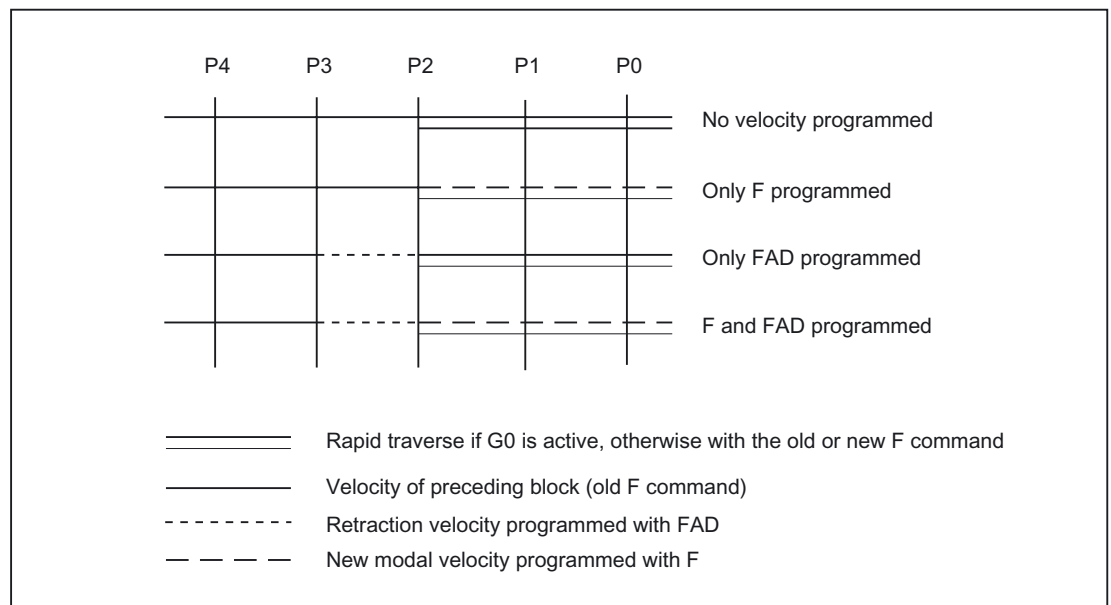 P4 P3 P2 P1 P0
No velocity programmed
Only F programmed
Only FAD programmed
F and FAD programmed
Rapid traverse if G0 is active, otherwise with the old or new F command
Velocity of preceding block (old F command)
Retraction velocity programmed with FAD
New modal velocity programmed with F